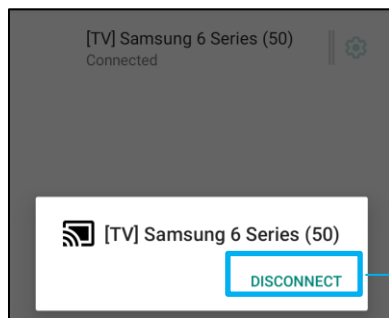 [TV] Samsung 6 Series (50)
Connected
[TV] Samsung 6 Series (50)
DISCONNECT